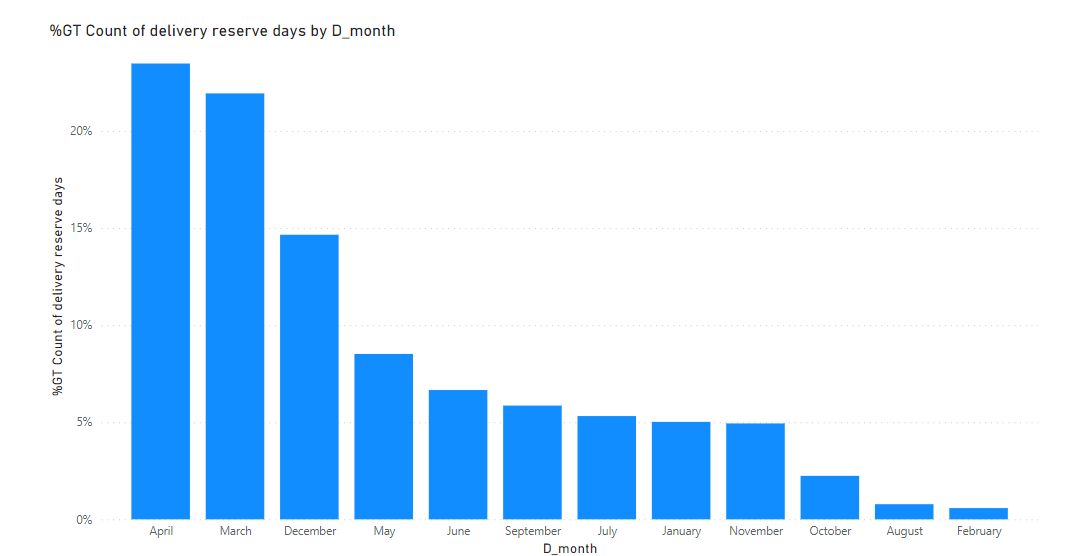 %GT Count of delivery reserve days by D_month
%GT Count of delivery reserve days
20%
15%
10%
5%
0%
April March December May June September July January November October August February
D_month